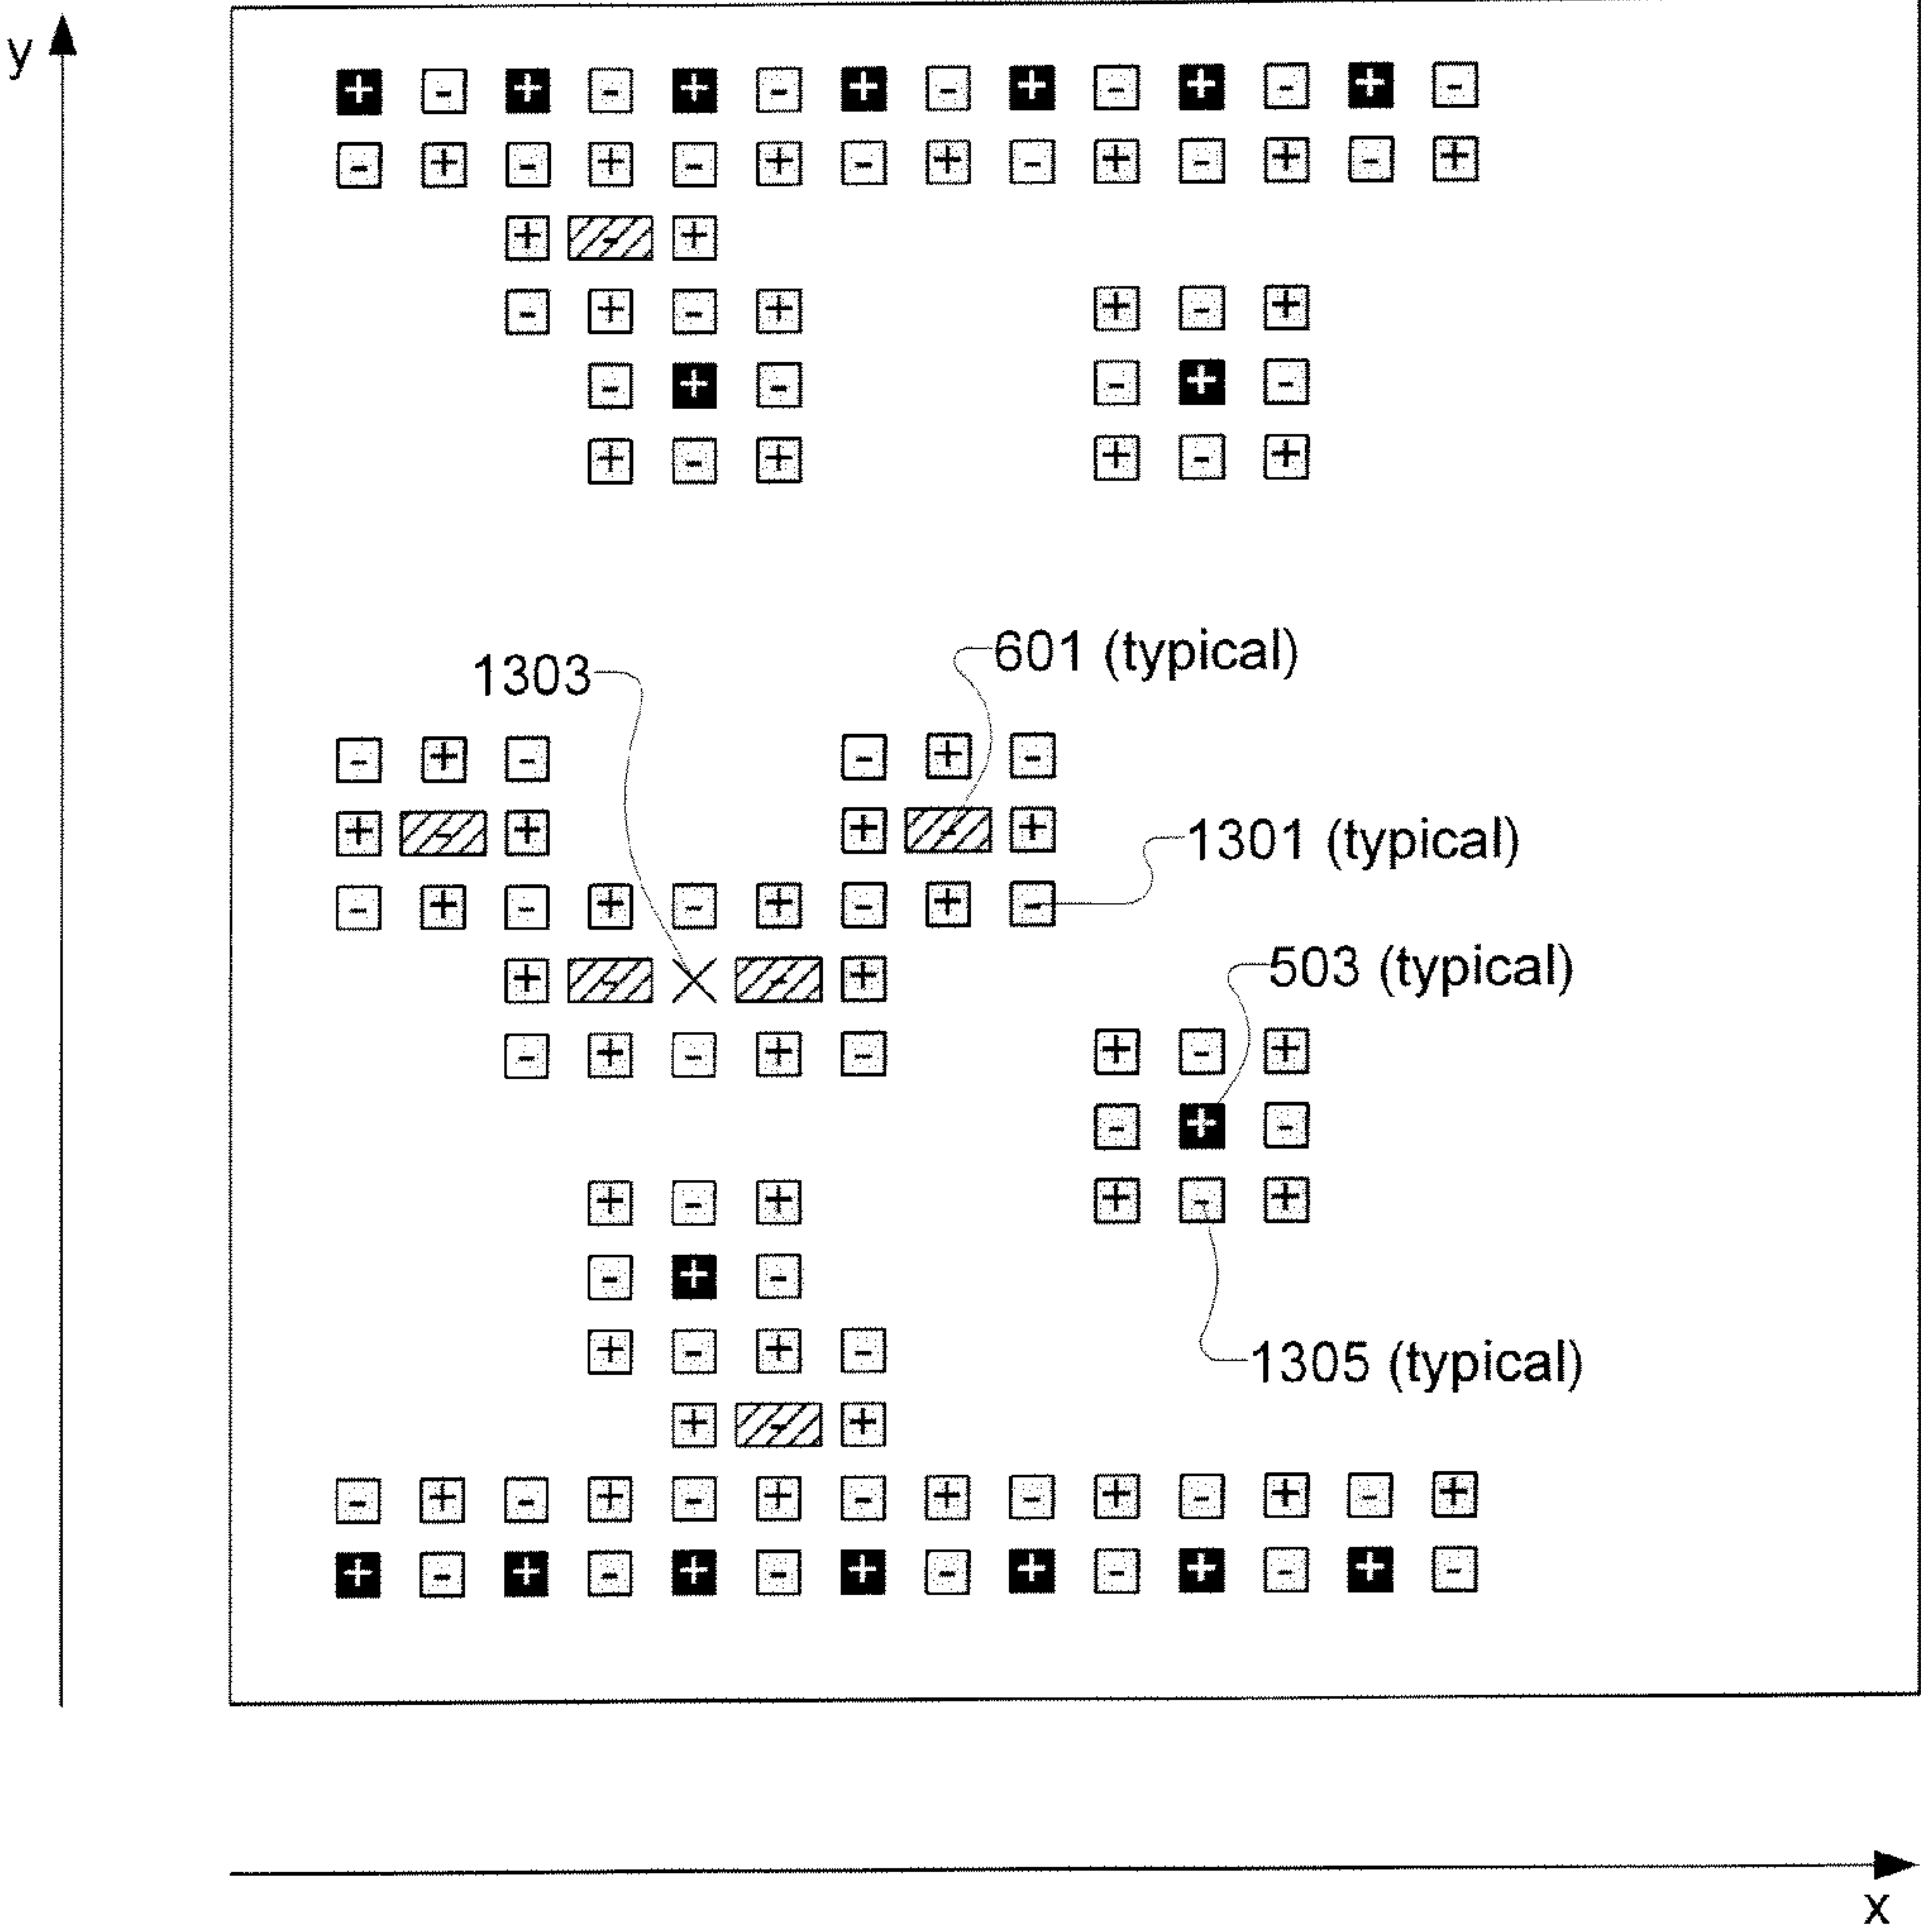 y
+ - + - + - + - + - + - + -
- + - + - + - + - + - + - +
+ - +
- + - + + - +
- + - - + -
+ - + + - +
1303 601 (typical)
- + - - + -
+ - + + - +
1301 (typical)
- + - + - + - + -
503 (typical)
+ - - +
- + - + - + - +
- + -
+ - + + - +
- + -
1305 (typical)
+ - + -
+ - +
- + - + - + - + - + - + - +
+ - + - + - + - + - + - + -
x